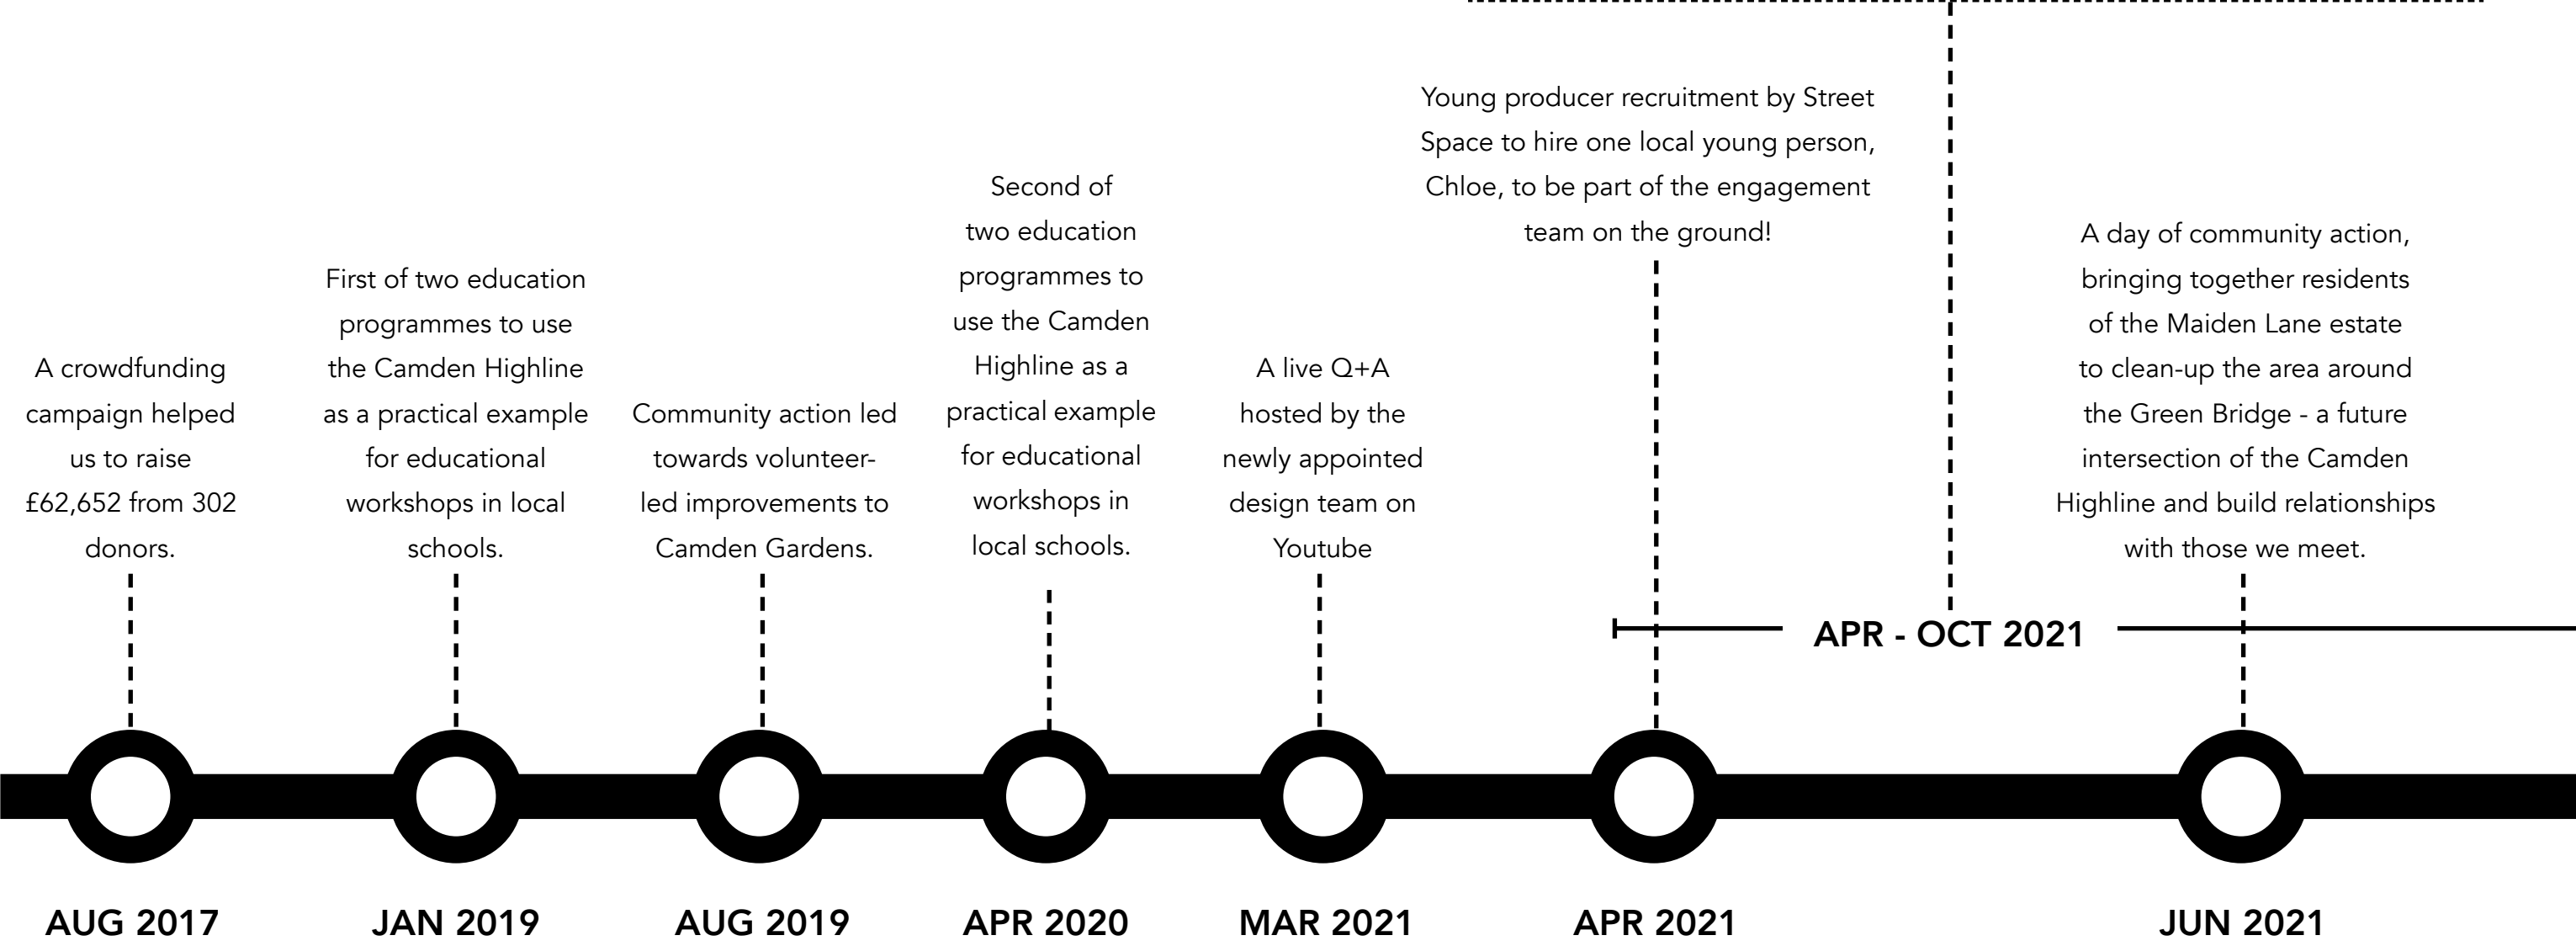 A crowdfunding
campaign helped
us to raise
£62,652 from 302
donors.
AUG 2017
First of two education
programmes to use
the Camden Highline
as a practical example
for educational
workshops in local
schools.
JAN 2019
Community action led
towards volunteer-
led improvements to
Camden Gardens.
AUG 2019
Second of
two education
programmes to
use the Camden
Highline as a
practical example
for educational
workshops in
local schools.
APR 2020
A live Q+A
hosted by the
newly appointed
design team on
Youtube
MAR 2021
Young producer recruitment by Street
Space to hire one local young person,
Chloe, to be part of the engagement
team on the ground!
APR 2021
APR - OCT 2021
A day of community action,
bringing together residents
of the Maiden Lane estate
to clean-up the area around
the Green Bridge - a future
intersection of the Camden
Highline and build relationships
with those we meet.
JUN 2021